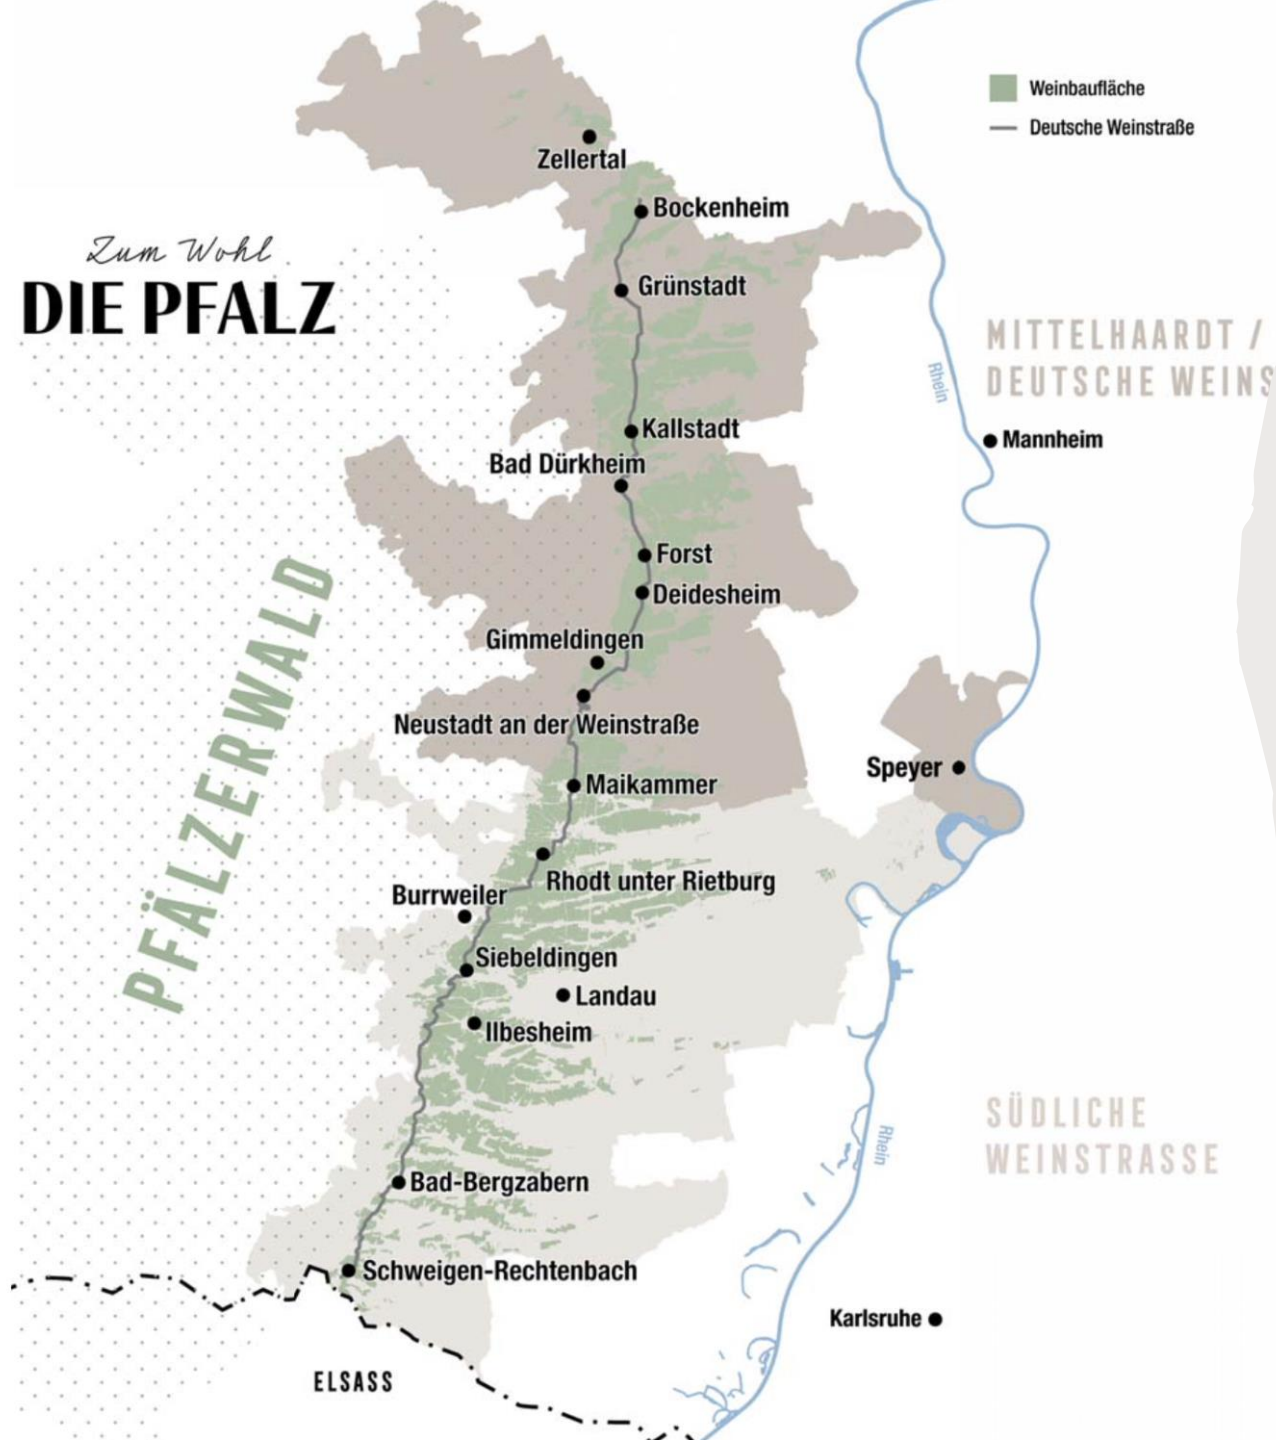 Weinbaufläche
Deutsche Weinstraße
Zellertal
Bockenheim
Zum Wohl
DIE PFALZ
Grünstadt
MITTELHAARDT /
DEUTSCHE WEINS
Rhein
Kallstadt
Mannheim
Bad Dürkheim
Forst
Deidesheim
PFÄLZERWALD
Gimmeldingen
Neustadt an der Weinstraße
Speyer
Maikammer
Rhodt unter Rietburg
Burrweiler
Siebeldingen
Landau
Ilbesheim
SÜDLICHE
WEINSTRASSE
Rhein
Bad-Bergzabern
Schweigen-Rechtenbach
Karlsruhe
ELSASS